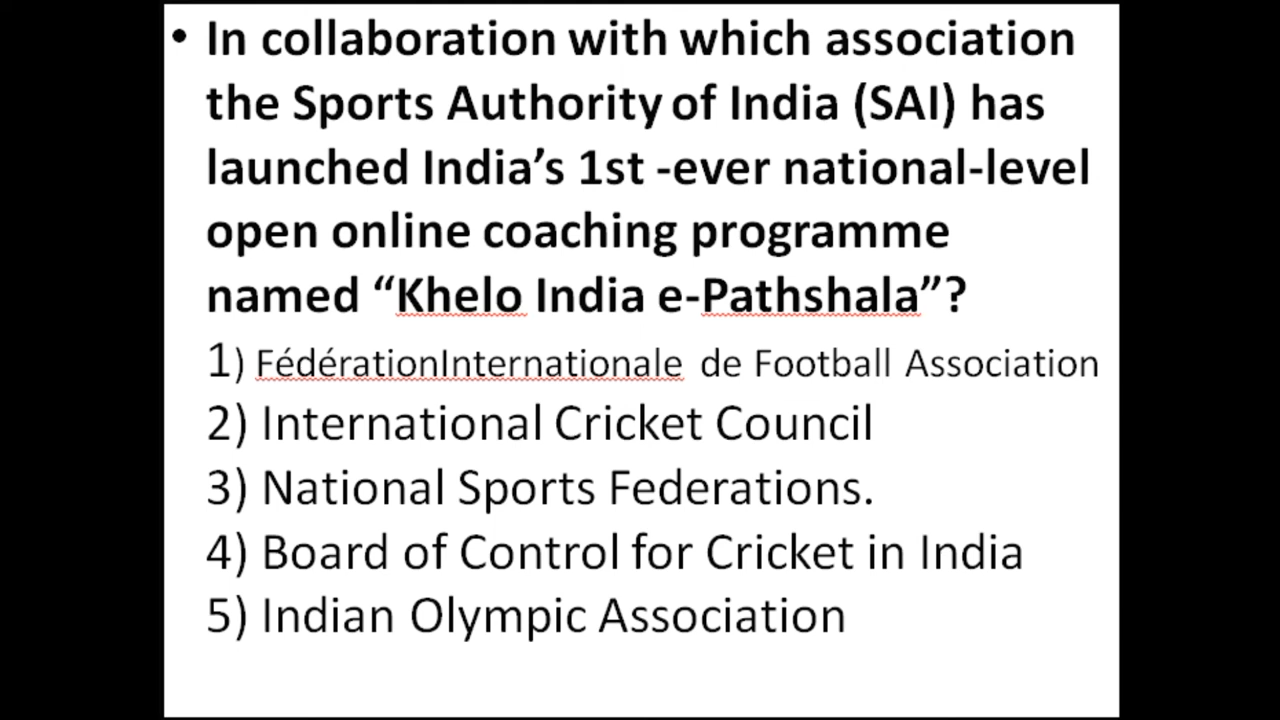 • In collaboration with which association
the Sports Authority of India (SAI) has
launched India’s 1st -ever national-level
open online coaching programme
named “Khelo India e-Pathshala”?
1) FédérationInternationale de Football Association
2) International Cricket Council
3) National Sports Federations.
4) Board of Control for Cricket in India
5) Indian Olympic Association